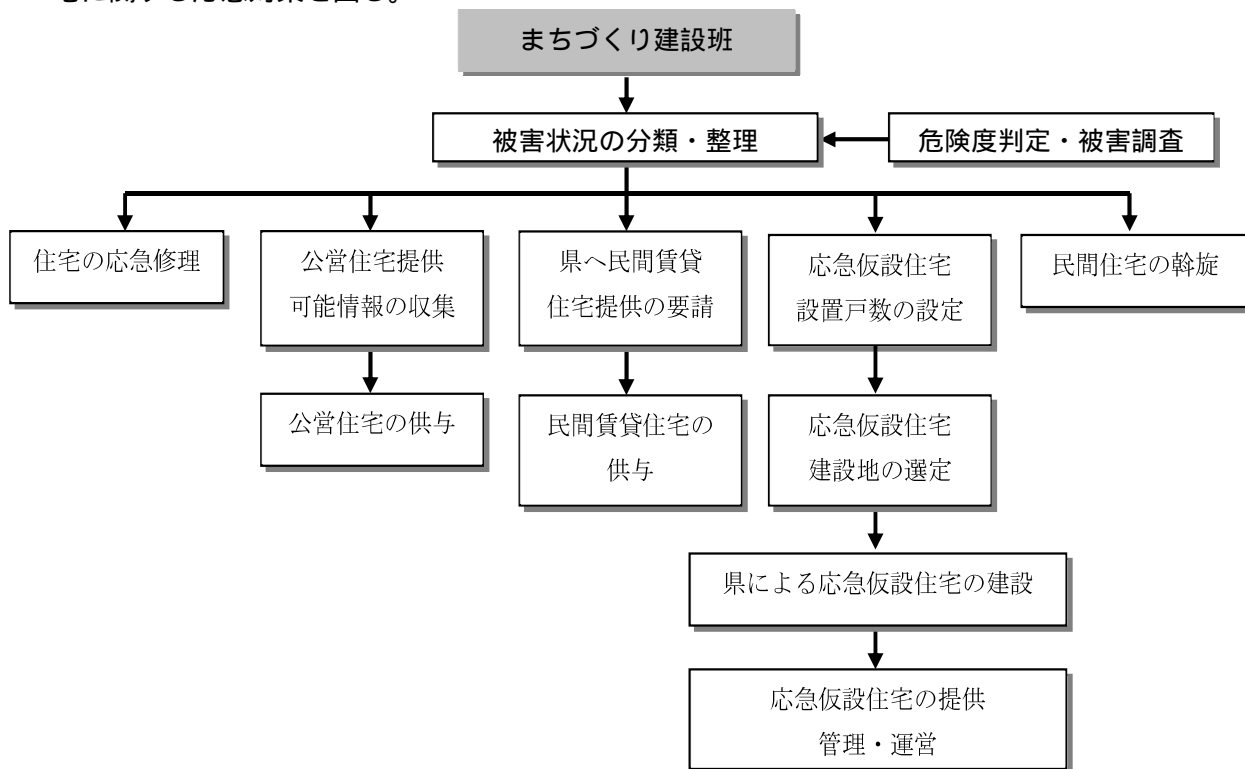 まちづくり建設班
被害状況の分類・整理
危険度判定・被害調査
住宅の応急修理
公営住宅提供
可能情報の収集
県へ民間賃貸
住宅提供の要請
応急仮設住宅
設置戸数の設定
民間住宅の斡旋
公営住宅の供与
民間賃貸住宅の
供与
応急仮設住宅
建設地の選定
県による応急仮設住宅の建設
応急仮設住宅の提供
管理・運営